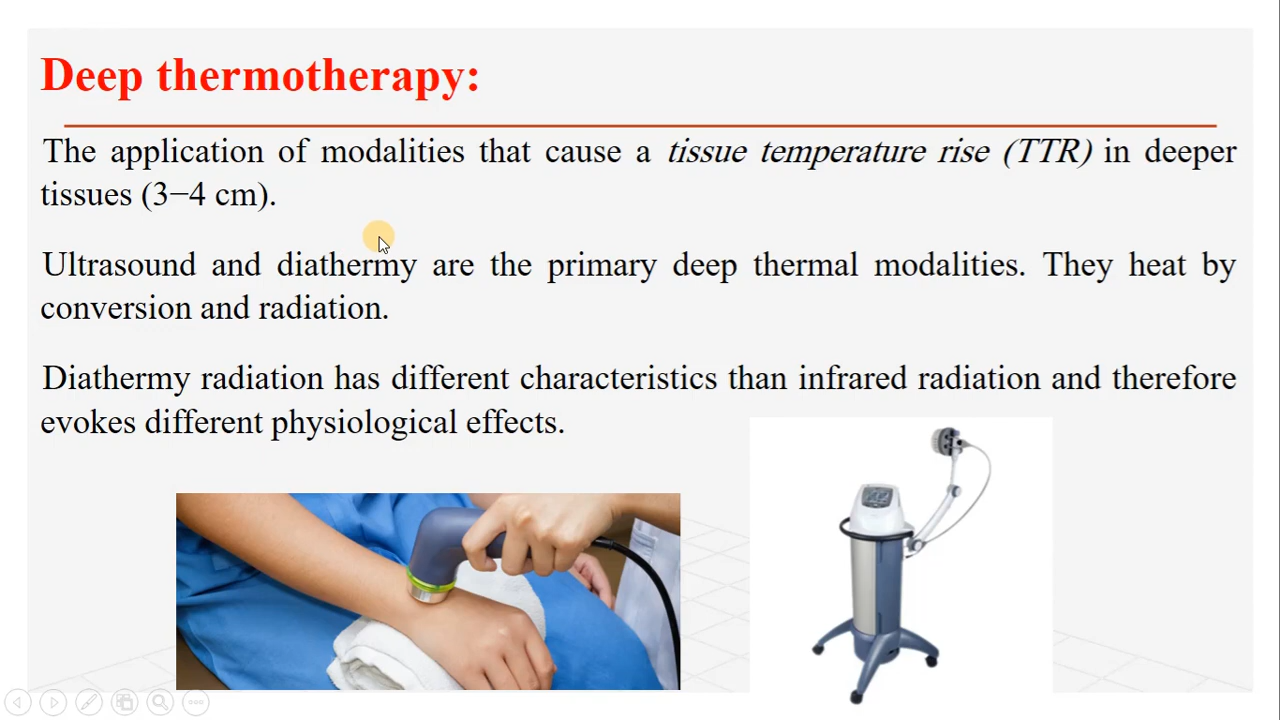 Deep thermotherapy:
The application of modalities that cause a tissue temperature rise (TTR) in deeper
tissues (3−4 cm).
Ultrasound and diathermy are the primary deep thermal modalities. They heat by
conversion and radiation.
Diathermy radiation has different characteristics than infrared radiation and therefore
evokes different physiological effects.